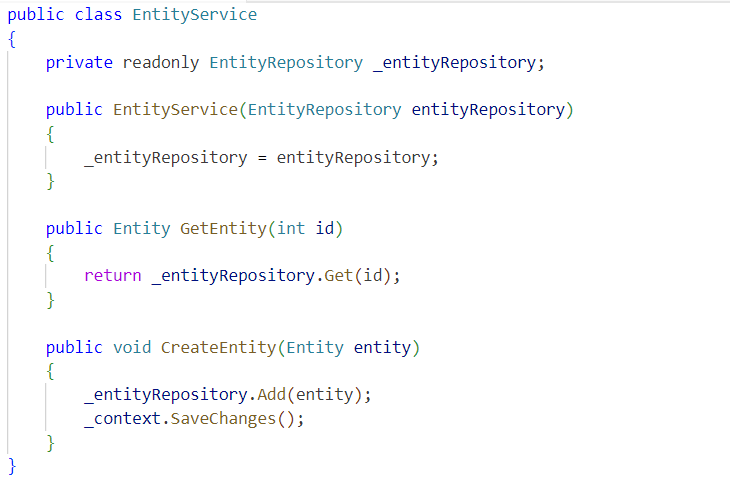 public class EntityService
{
    private readonly EntityRepository _entityRepository;

    public EntityService(EntityRepository entityRepository)
    {
        _entityRepository = entityRepository;
    }

    public Entity GetEntity(int id)
    {
        return _entityRepository.Get(id);
    }

    public void CreateEntity(Entity entity)
    {
        _entityRepository.Add(entity);
        _context.SaveChanges();
    }
}